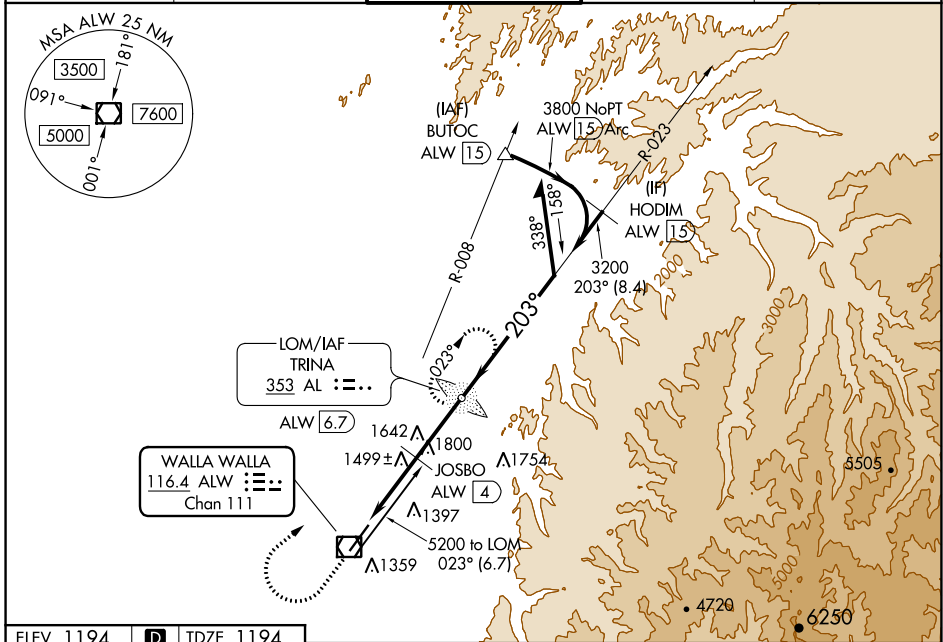 MSA ALW 25 NM
181°
3500
091°
7600
5000
001°
(IAF)
BUTOC
ALW 15
3800 NoPT
ALW 15 Arc
R-023
(IF)
HODIM
ALW 15
158°
338°
3200
203° (8.4)
2000
R-008
203°
3000
023°
LOM/IAF
TRINA
353 AL
ALW 6.7
1642
1800
1499±
1754
JOSBO
ALW 4
5505
WALLA WALLA
116.4 ALW
Chan 111
1397
5200 to LOM
023° (6.7)
1359
5000
4720
6250
ELEV 1194 D TDZE 1194